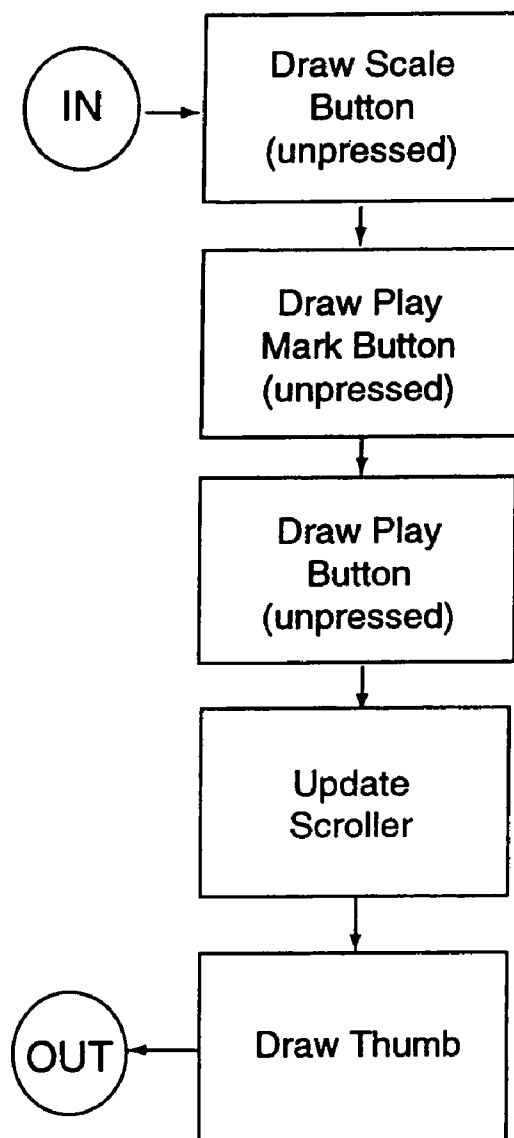 IN
Draw Scale
Button
(unpressed)
Draw Play
Mark Button
(unpressed)
Draw Play
Button
(unpressed)
Update
Scroller
Draw Thumb
OUT